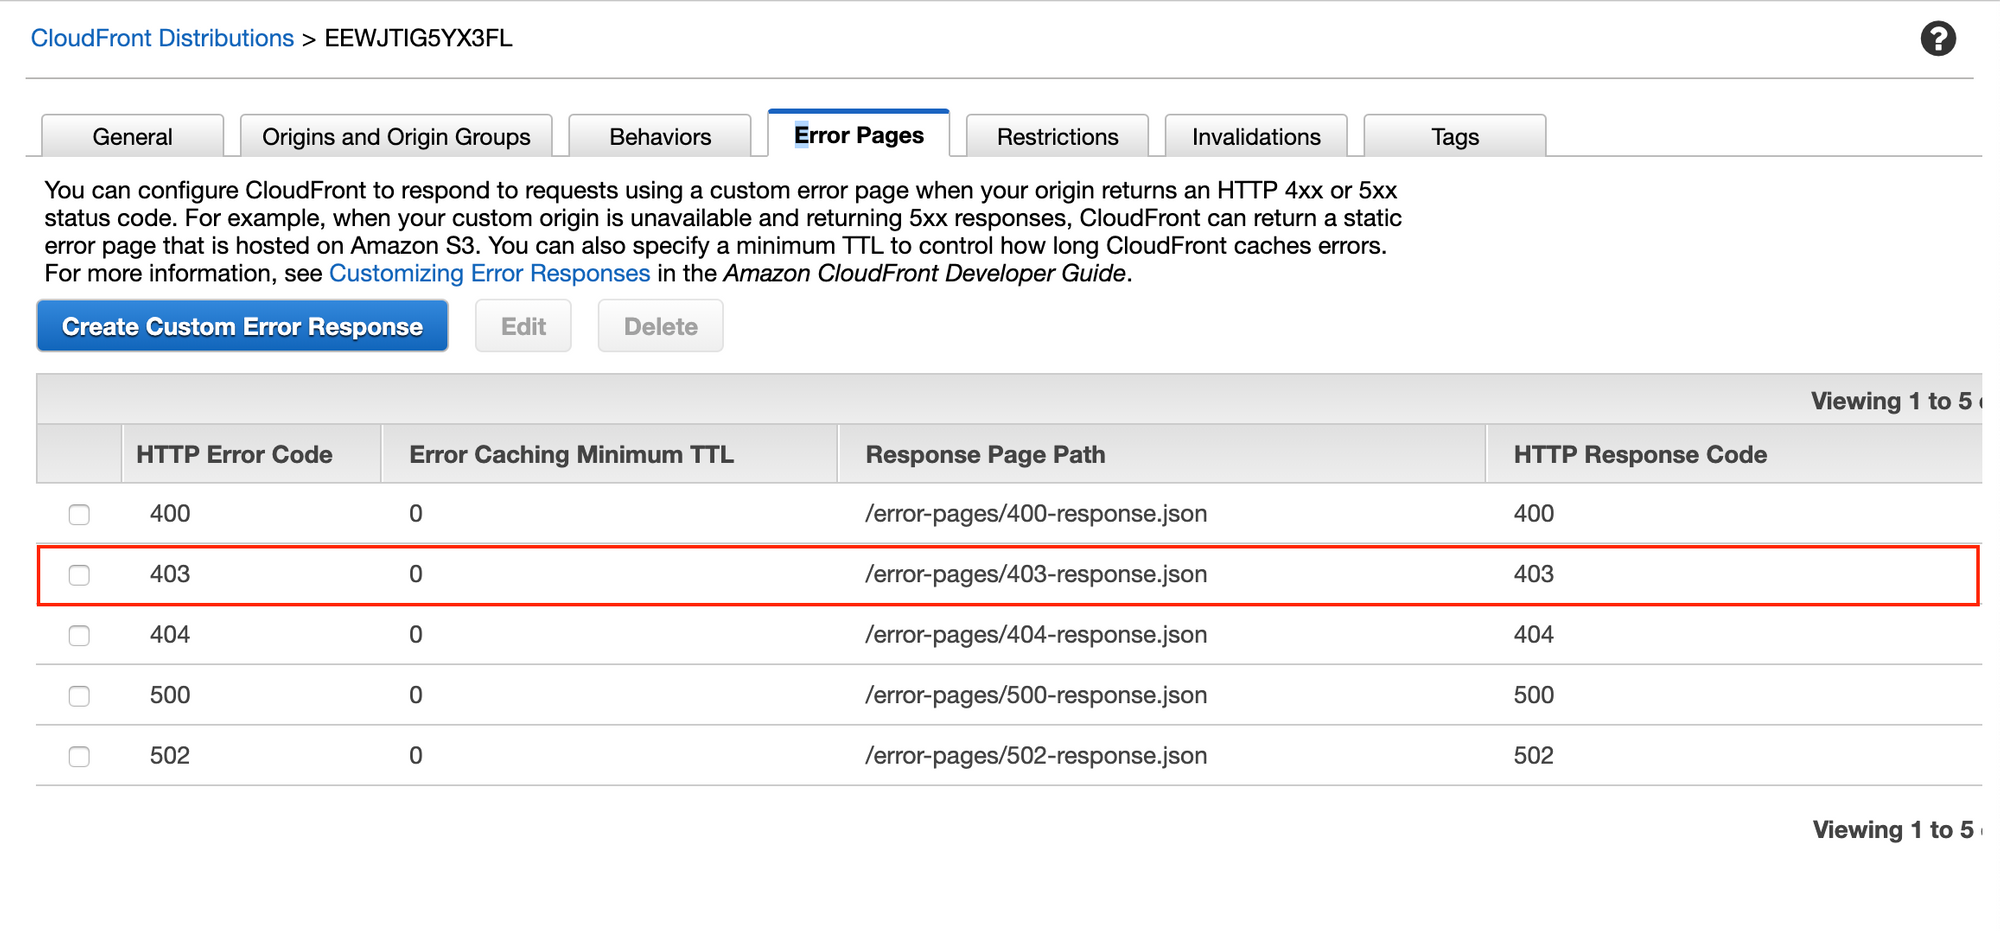 CloudFront Distributions > EEWJTIG5YX3FL
?
General Origins and Origin Groups Behaviors Error Pages Restrictions Invalidations Tags
You can configure CloudFront to respond to requests using a custom error page when your origin returns an HTTP 4xx or 5xx
status code. For example, when your custom origin is unavailable and returning 5xx responses, CloudFront can return a static
error page that is hosted on Amazon S3. You can also specify a minimum TTL to control how long CloudFront caches errors.
For more information, see Customizing Error Responses in the Amazon CloudFront Developer Guide.
Create Custom Error Response Edit Delete
Viewing 1 to 5
HTTP Error Code Error Caching Minimum TTL Response Page Path HTTP Response Code
400 0 /error-pages/400-response.json 400
403 0 /error-pages/403-response.json 403
404 0 /error-pages/404-response.json 404
500 0 /error-pages/500-response.json 500
502 0 /error-pages/502-response.json 502
Viewing 1 to 5